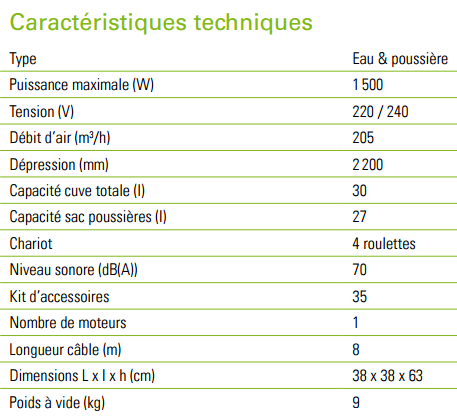 Caractéristiques techniques
Type Eau & poussière
Puissance maximale (W) 1 500
Tension (V) 220 / 240
Débit d'air (m³/h) 205
Dépression (mm) 2 200
Capacité cuve totale (l) 30
Capacité sac poussières (l) 27
Chariot 4 roulettes
Niveau sonore (dB(A)) 70
Kit d'accessoires 35
Nombre de moteurs 1
Longueur câble (m) 8
Dimensions L x l x h (cm) 38 x 38 x 63
Poids à vide (kg) 9